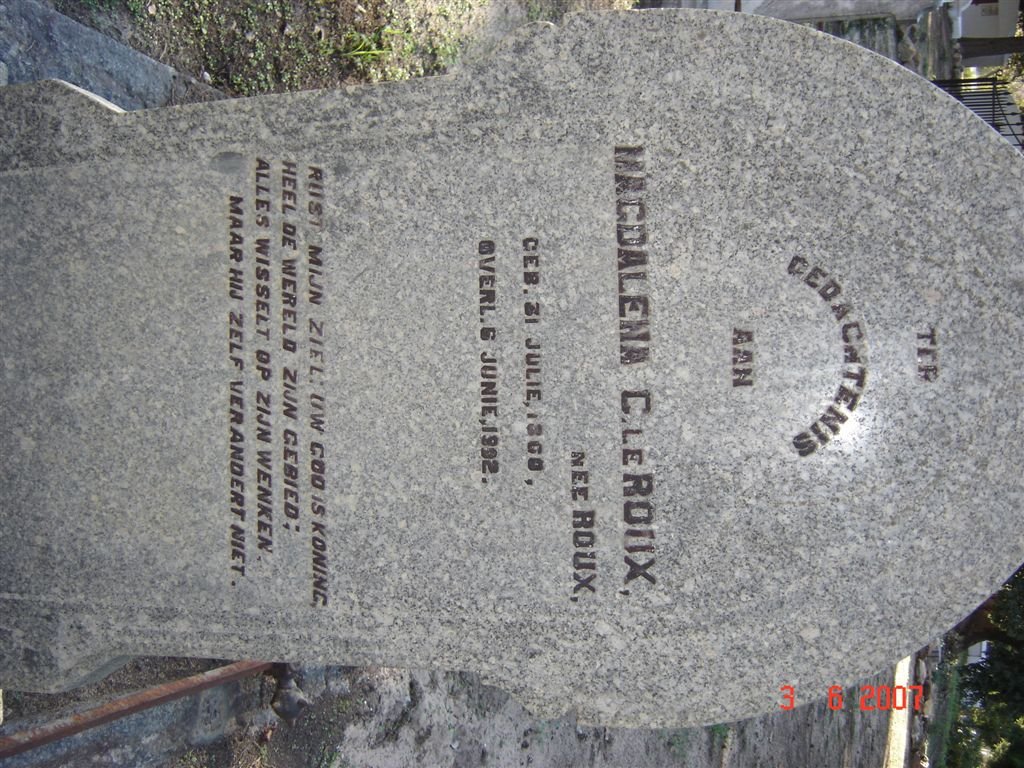 TER
GEDACHTENIS
AAN
MAGDALENA C. LE ROUX,
NEE ROUX,
GEB. 31 JULIE, 1860,
OVERL. 6 JUNIE, 1932.
RUST MIJN ZIEL, UW GOD IS KONING,
HEEL DE WERELD ZIJN GEBIED;
ALLES WISSELT OP ZIJN WENKEN.
MAAR HIJ ZELF VERANDERT NIET.
3 6 2007